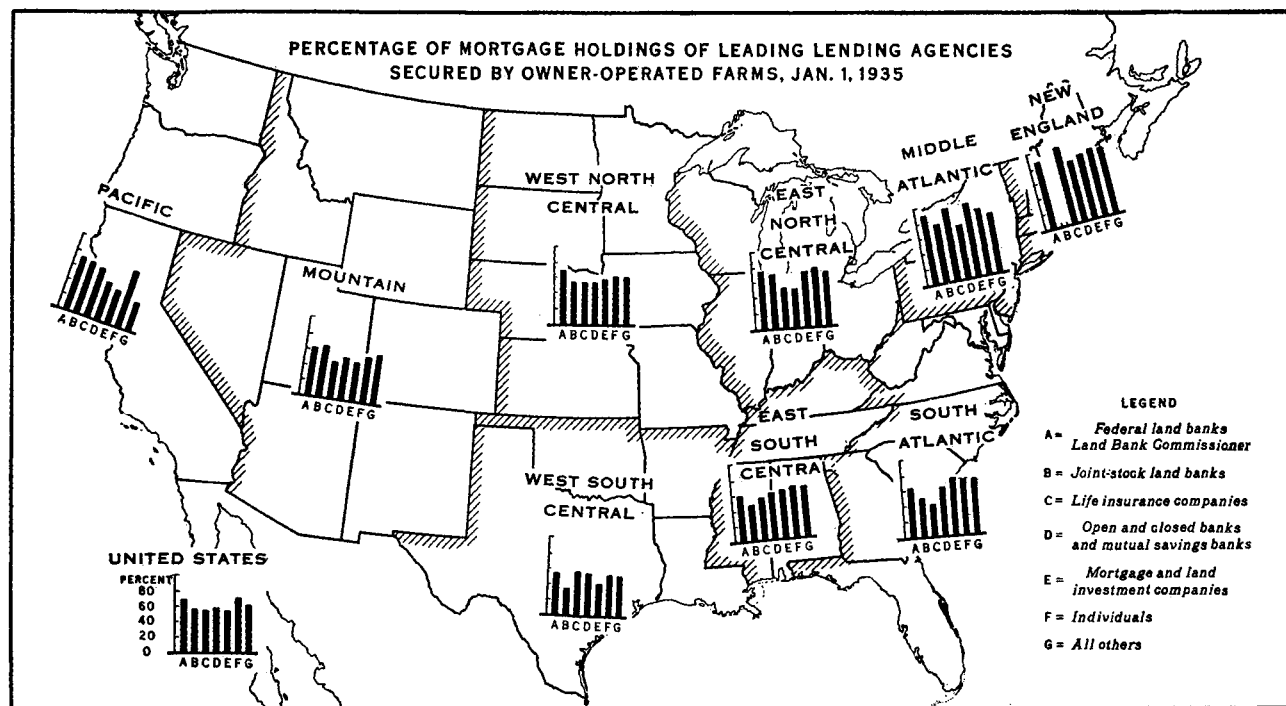 PERCENTAGE OF MORTGAGE HOLDINGS OF LEADING LENDING AGENCIES
SECURED BY OWNER-OPERATED FARMS, JAN. 1, 1935
NEW
ENGLAND
ABCDEFG
MIDDLE
ATLANTIC
ABCDEFG
WEST NORTH
CENTRAL
ABCDEFG
EAST
NORTH
CENTRAL
ABCDEFG
PACIFIC
ABCDEFG
MOUNTAIN
ABCDEFG
EAST
SOUTH
CENTRA
ABCDEFG
SOUTH
ATLANTIC
ABCDEFG
WEST SOUTH
CENTRAL
ABCDEFG
UNITED STATES
PERCENT
80
60
40
20
0
ABCDEFG
LEGEND
A= Federal land banks
Land Bank Commissioner
B = Joint-stock land banks
C = Life insurance companies
D= Open and closed banks
and mutual savings banks
E = Mortgage and land
investment companies
F = Individuals
G = All others